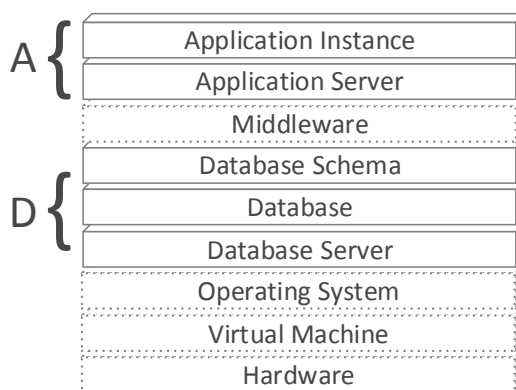 A
Application Instance
Application Server
Middleware
Database Schema
D
Database
Database Server
Operating System
Virtual Machine
Hardware